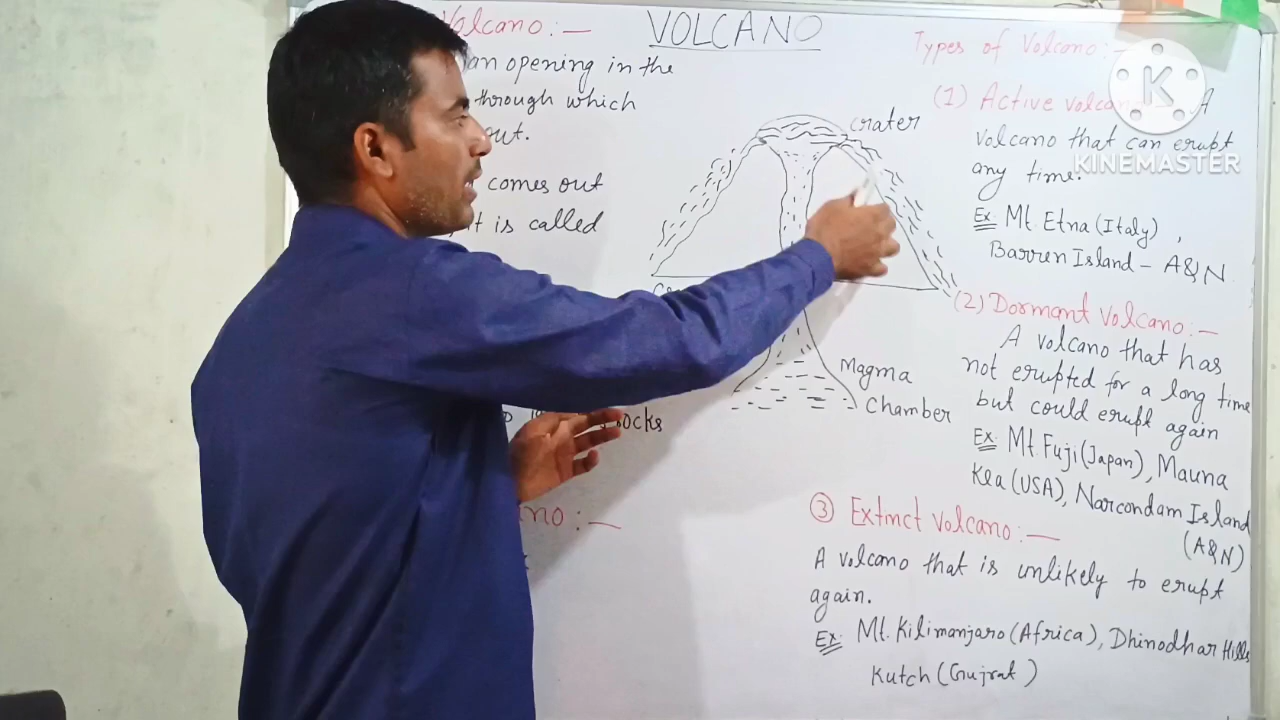 VOLCANO
Volcano :—
an opening in the
through which
out.
comes out
it is called
rocks
no :—
crater
Magma
Chamber
Types of Volcano :—
(1) Active volcano A
volcano that can erupt
any time.
Ex: Mt. Etna (Italy) ,
Barren Island – A&N
(2) Dormant Volcano :—
A volcano that has
not erupted for a long time
but could erupt again
Ex: Mt. Fuji (Japan), Mauna
Kea (USA), Narcondam Island
(A&N)
③ Extinct Volcano :—
A volcano that is unlikely to erupt
again.
Ex: Mt. Kilimanjaro (Africa), Dhinodhar Hills
Kutch (Gujrat)
K
KINEMASTER